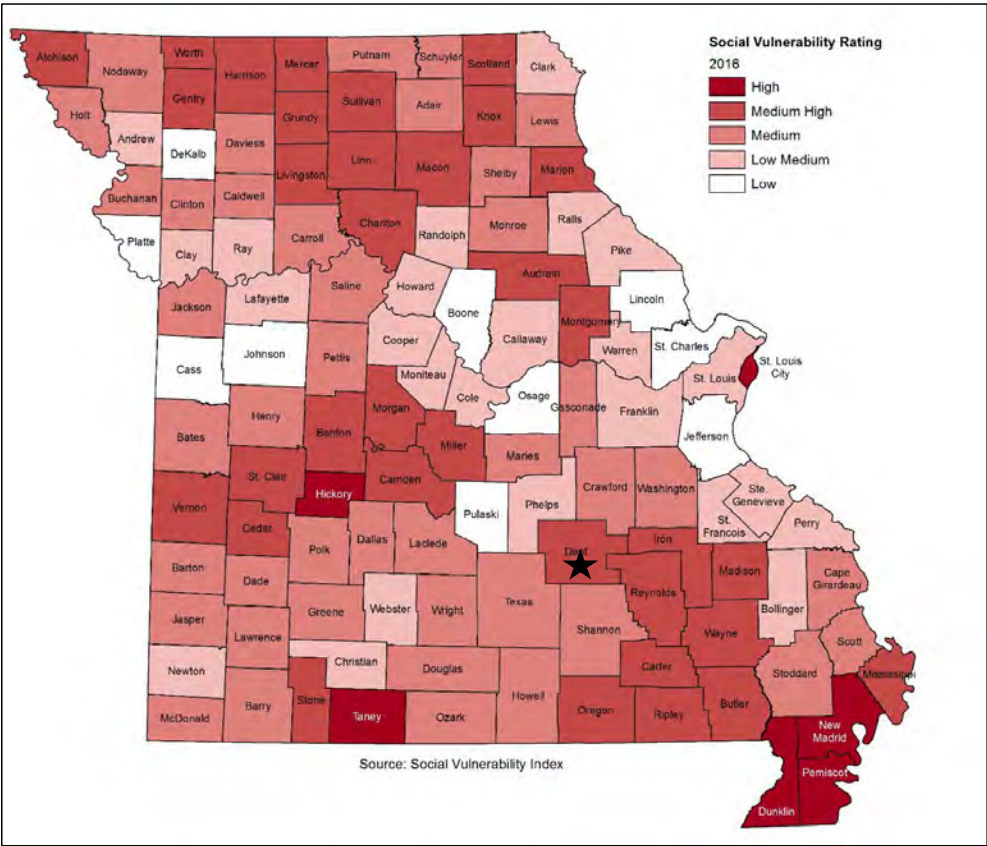 Social Vulnerability Rating
2016
High
Medium High
Medium
Low Medium
Low
Atchison
Nodaway
Worth
Harrison
Mercer
Putnam
Schuyler
Scotland
Clark
Holt
Gentry
Grundy
Sullivan
Adair
Knox
Lewis
Andrew
DeKalb
Daviess
Livingston
Linn
Macon
Shelby
Marion
Buchanan
Clinton
Caldwell
Carroll
Chariton
Randolph
Monroe
Ralls
Pike
Platte
Clay
Ray
Saline
Howard
Audrain
Lincoln
Jackson
Lafayette
Boone
Callaway
Montgomery
Warren
St. Charles
Cass
Johnson
Pettis
Cooper
Moniteau
Cole
Osage
Gasconade
Franklin
St. Louis
St. Louis
City
Bates
Henry
Benton
Morgan
Miller
Maries
Jefferson
Vernon
St. Clair
Hickory
Camden
Pulaski
Phelps
Crawford
Washington
Ste.
Genevieve
St.
Francois
Perry
Cedar
Polk
Dallas
Laclede
Dent
Iron
Madison
Barton
Dade
Reynolds
Bollinger
Cape
Girardeau
Jasper
Greene
Webster
Wright
Texas
Shannon
Wayne
Scott
Lawrence
Newton
Christian
Douglas
Howell
Carter
Stoddard
Mississippi
McDonald
Barry
Stone
Taney
Ozark
Oregon
Ripley
Butler
New
Madrid
Pemiscot
Dunklin
Source: Social Vulnerability Index